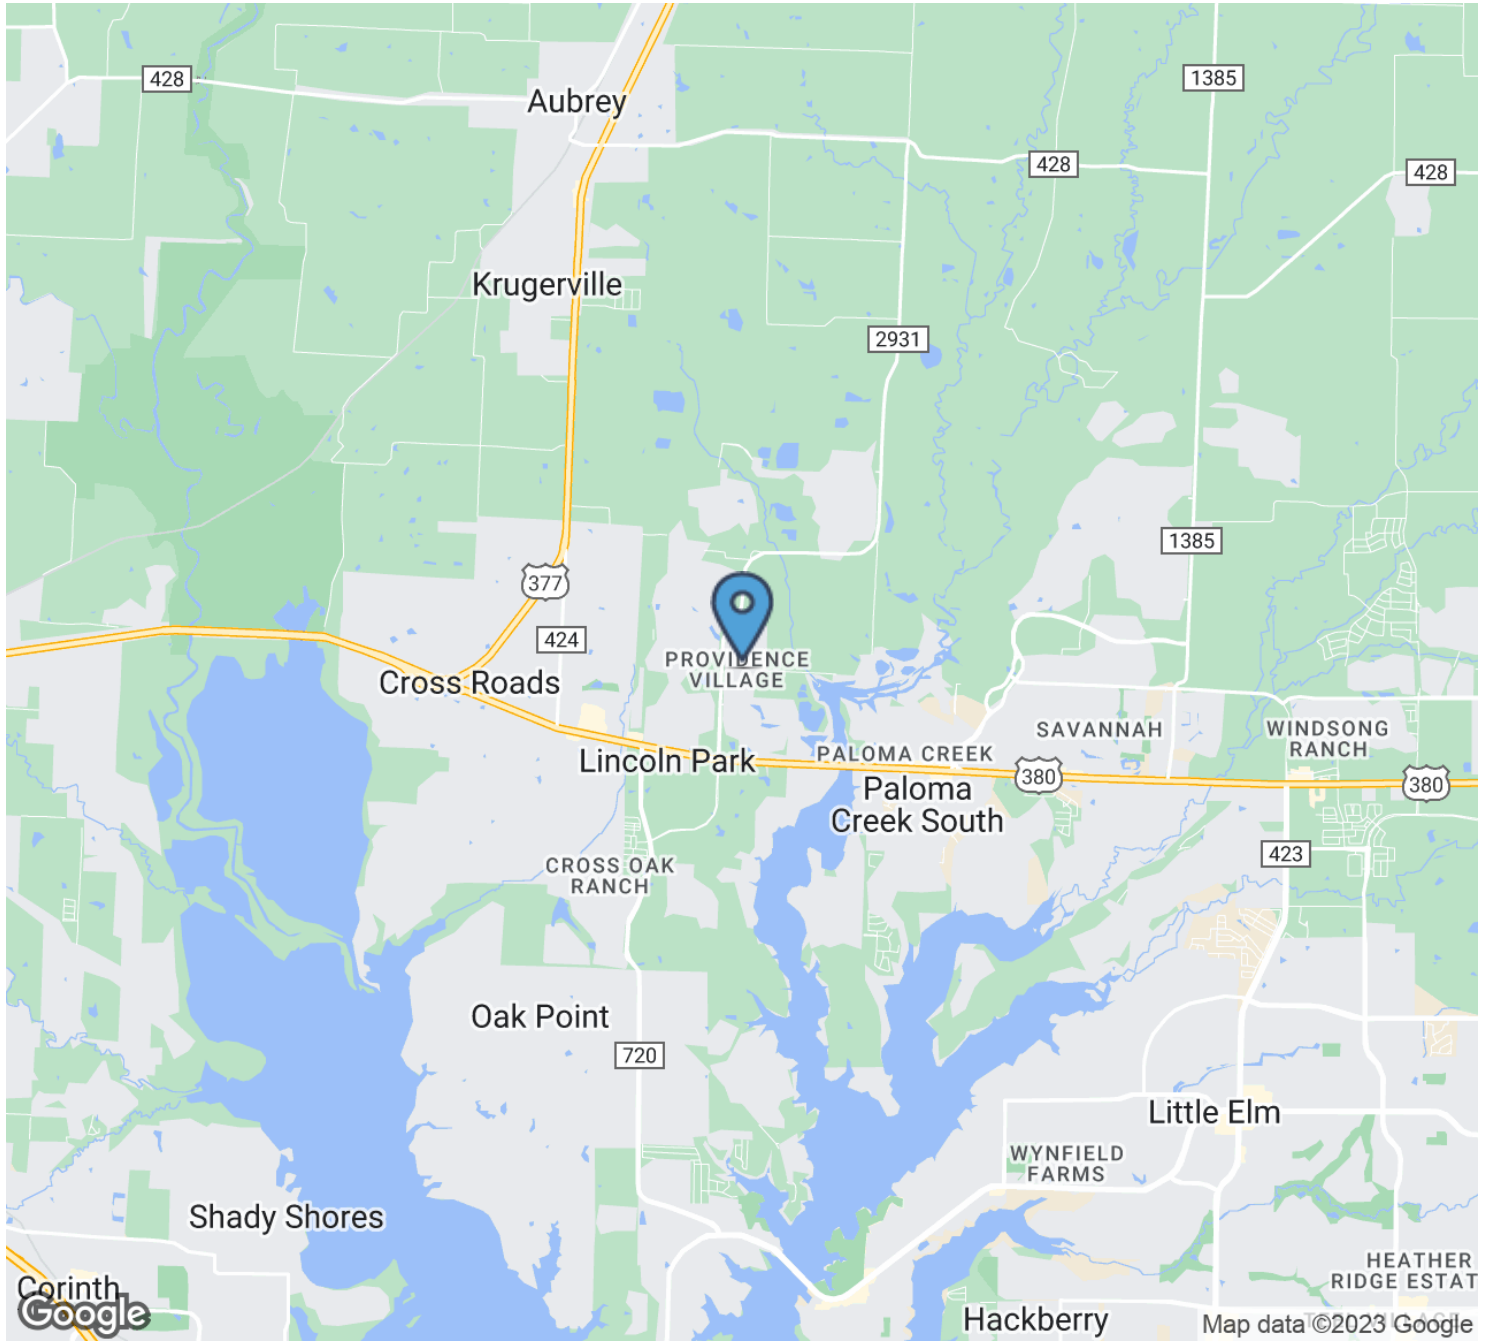 428
1385
Aubrey
428
428
Krugerville
2931
1385
377
424
PROVIDENCE
VILLAGE
Cross Roads
SAVANNAH
WINDSONG
RANCH
Lincoln Park
PALOMA CREEK
380
380
Paloma
Creek South
423
CROSS OAK
RANCH
Oak Point
720
Little Elm
WYNFIELD
FARMS
Shady Shores
HEATHER
RIDGE ESTAT
Corinth
Google
Hackberry
Map data ©2023 Google